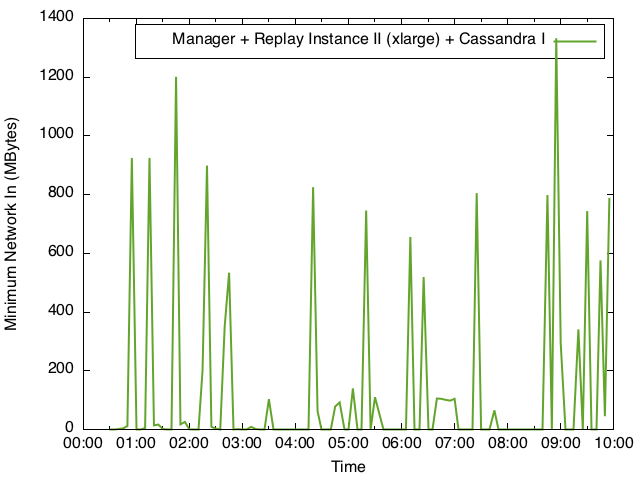 1400
Manager + Replay Instance II (xlarge) + Cassandra I
1200
1000
800
600
400
200
0
Minimum Network In (MBytes)
00:00 01:00 02:00 03:00 04:00 05:00 06:00 07:00 08:00 09:00 10:00
Time